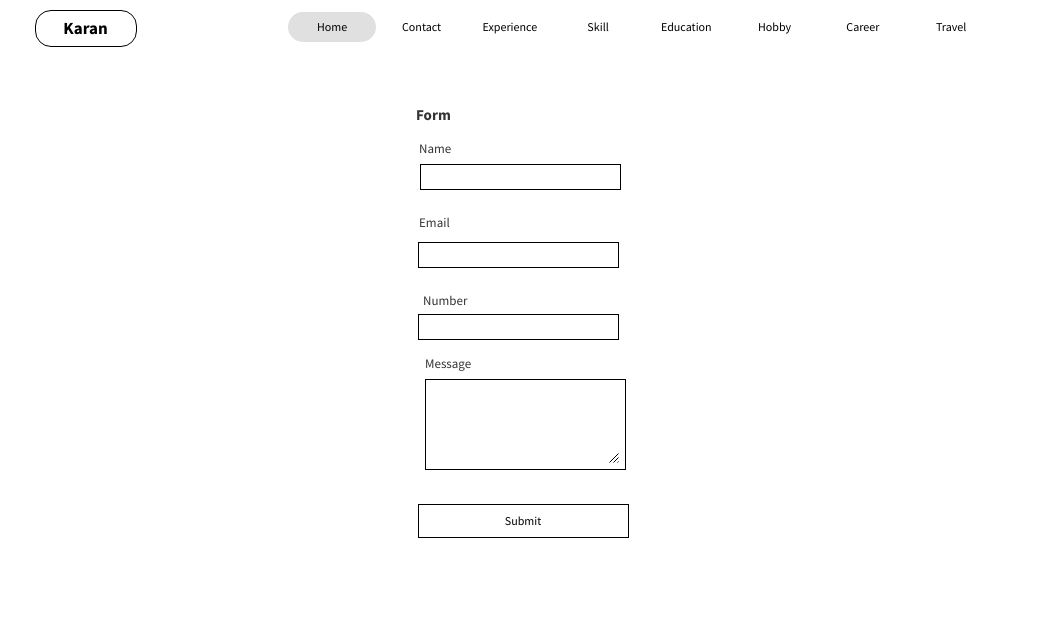 Karan
Home Contact Experience Skill Education Hobby Career Travel
Form
Name
Email
Number
Message
Submit